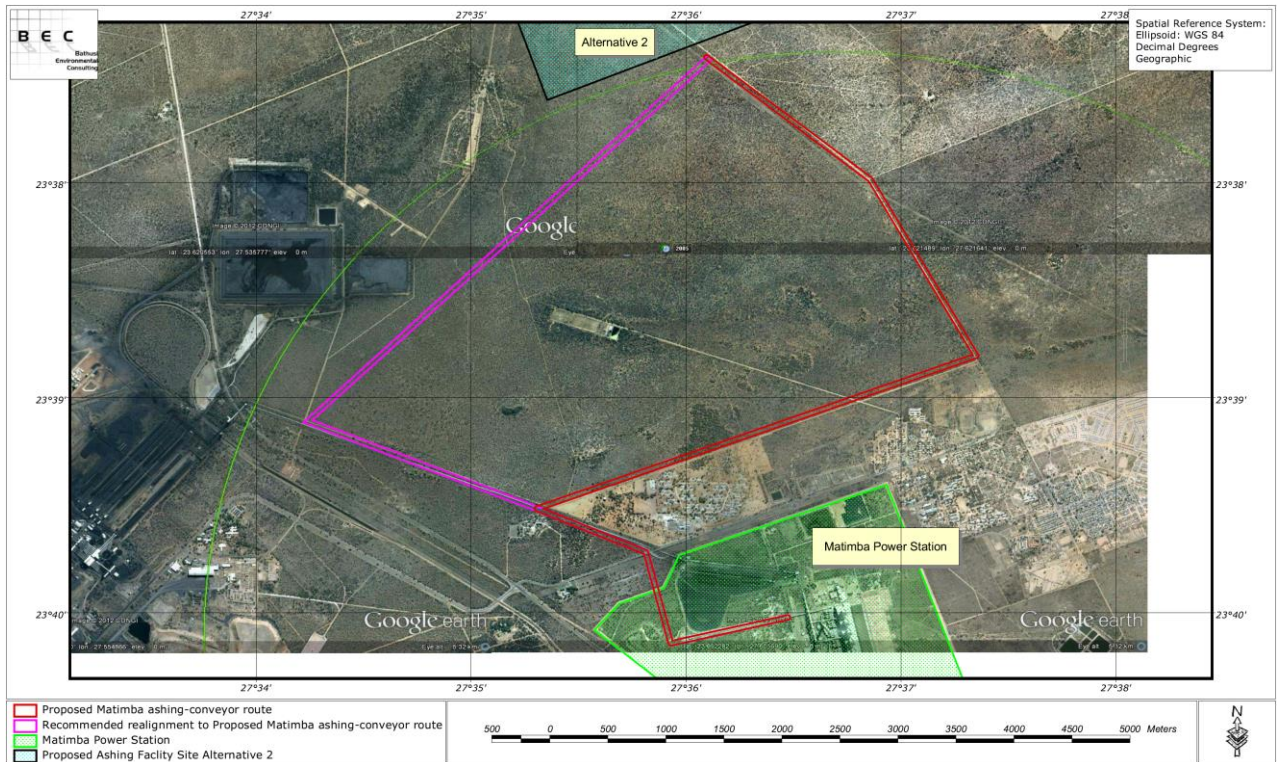 B E C
Bathusi
Environmental
Consulting
27°34'
27°35'
27°36'
27°37'
27°38'
Spatial Reference System:
Ellipsoid: WGS 84
Decimal Degrees
Geographic
Alternative 2
23°38'
23°38'
Google
2005
23°39'
23°39'
Matimba Power Station
23°40'
23°40'
Google earth
Google earth
27°34'
27°35'
27°36'
27°37'
27°38'
Proposed Matimba ashing-conveyor route
Recommended realignment to Proposed Matimba ashing-conveyor route
Matimba Power Station
Proposed Ashing Facility Site Alternative 2
500 0 500 1000 1500 2000 2500 3000 3500 4000 4500 5000 Meters
N